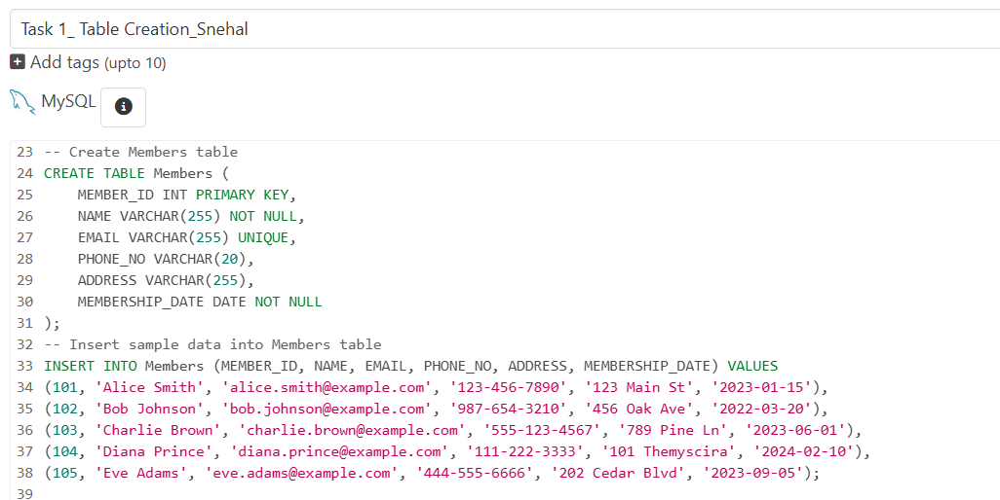 Task 1_ Table Creation_Snehal
Add tags (upto 10)
MySQL
23 -- Create Members table
24 CREATE TABLE Members (
25     MEMBER_ID INT PRIMARY KEY,
26     NAME VARCHAR(255) NOT NULL,
27     EMAIL VARCHAR(255) UNIQUE,
28     PHONE_NO VARCHAR(20),
29     ADDRESS VARCHAR(255),
30     MEMBERSHIP_DATE DATE NOT NULL
31 );
32 -- Insert sample data into Members table
33 INSERT INTO Members (MEMBER_ID, NAME, EMAIL, PHONE_NO, ADDRESS, MEMBERSHIP_DATE) VALUES
34 (101, 'Alice Smith', 'alice.smith@example.com', '123-456-7890', '123 Main St', '2023-01-15'),
35 (102, 'Bob Johnson', 'bob.johnson@example.com', '987-654-3210', '456 Oak Ave', '2022-03-20'),
36 (103, 'Charlie Brown', 'charlie.brown@example.com', '555-123-4567', '789 Pine Ln', '2023-06-01'),
37 (104, 'Diana Prince', 'diana.prince@example.com', '111-222-3333', '101 Themyscira', '2024-02-10'),
38 (105, 'Eve Adams', 'eve.adams@example.com', '444-555-6666', '202 Cedar Blvd', '2023-09-05');
39